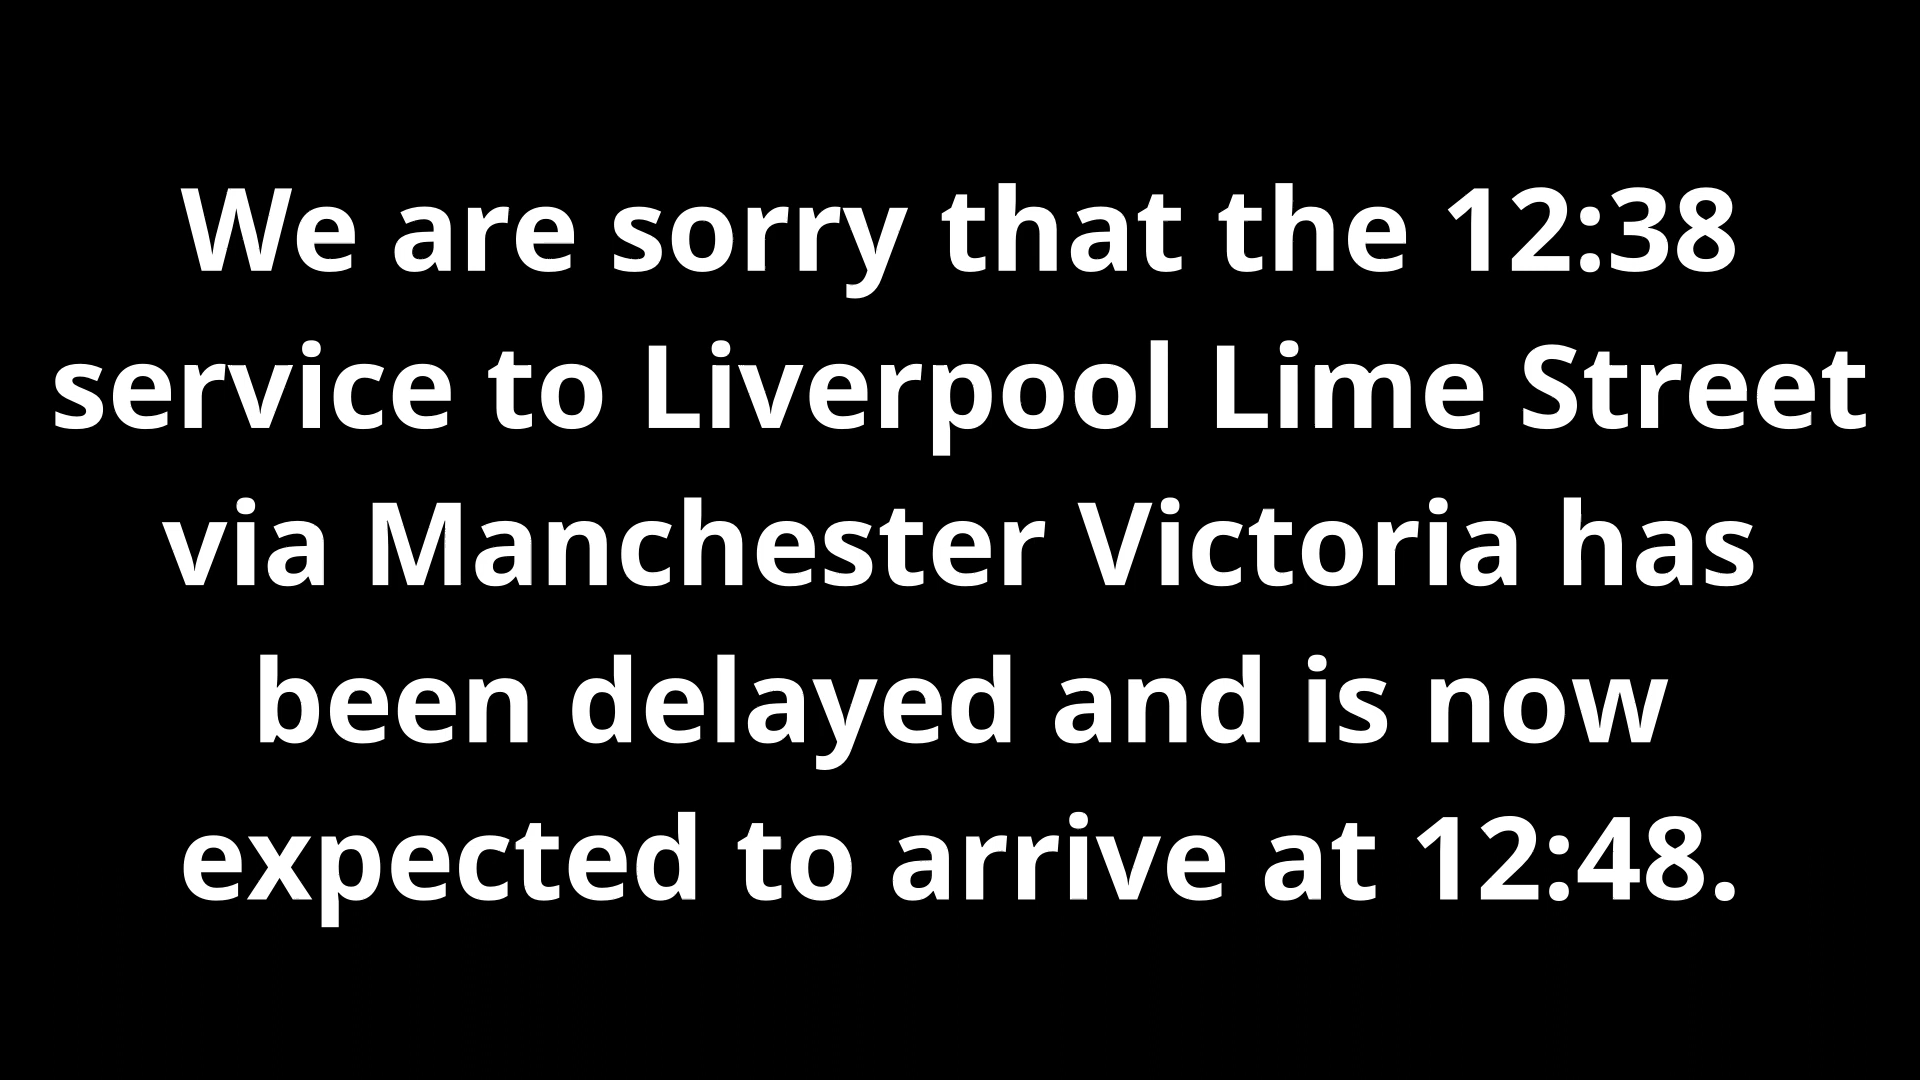 We are sorry that the 12:38
service to Liverpool Lime Street
via Manchester Victoria has
been delayed and is now
expected to arrive at 12:48.